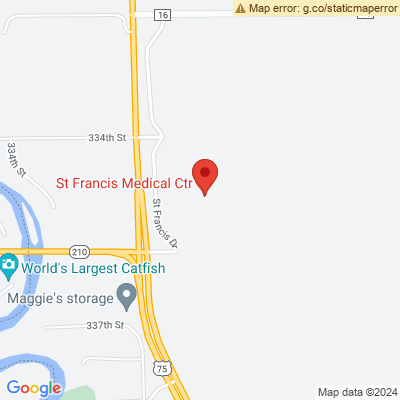 Map error: g.co/staticmaperror
16
334th St
334th St
St Francis Medical Ctr
St Francis Dr
210
World's Largest Catfish
Maggie's storage
337th St
75
Google
Map data ©2024